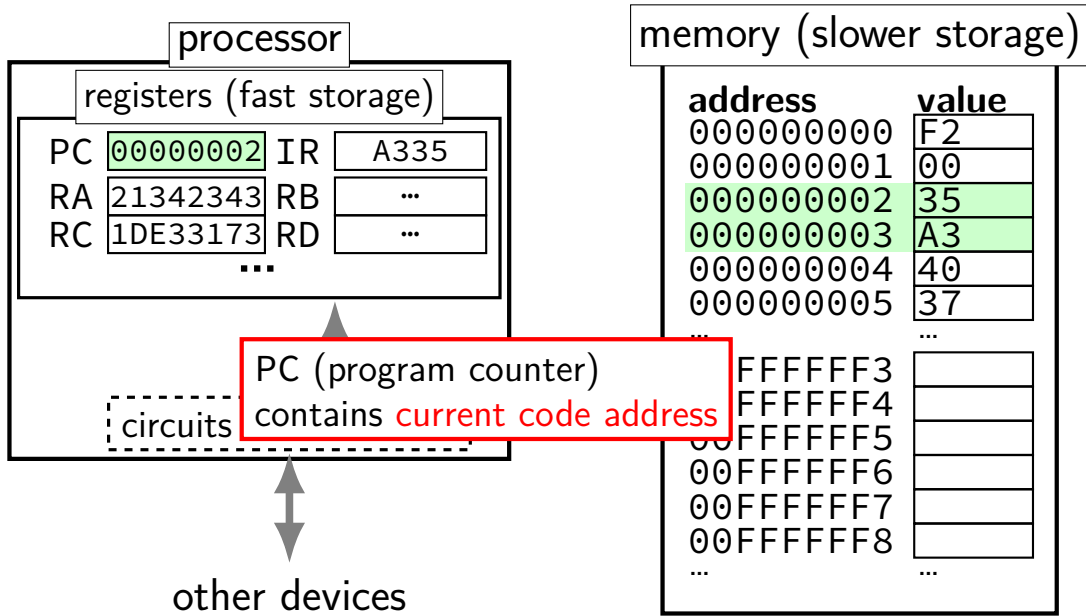 processor
registers (fast storage)
PC 00000002 IR A335
RA 21342343 RB …
RC 1DE33173 RD …
…
PC (program counter)
contains current code address
circuits
other devices
memory (slower storage)
address value
000000000 F2
000000001 00
000000002 35
000000003 A3
000000004 40
000000005 37
… …
FFFFFF3
FFFFFF4
00FFFFFF5
00FFFFFF6
00FFFFFF7
00FFFFFF8
… …